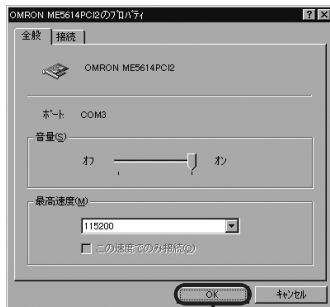 OMRON ME5614PCI2のプロパティ
全般 接続
OMRON ME5614PCI2
ポート COM3
音量(S)
オフ オン
最高速度(M)
115200
この速度でのみ接続(O)
OK キャンセル